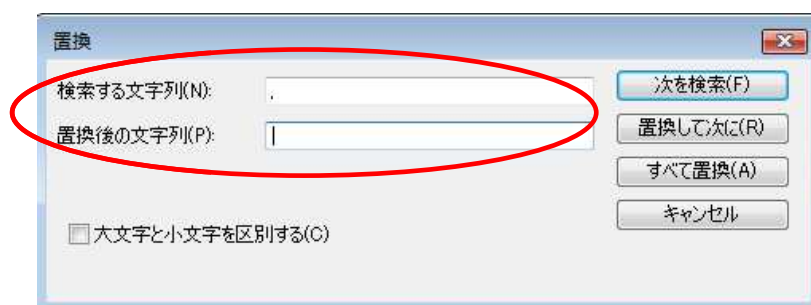 置換
検索する文字列(N):
.
次を検索(F)
置換後の文字列(P):
置換して次に(R)
すべて置換(A)
キャンセル
大文字と小文字を区別する(C)